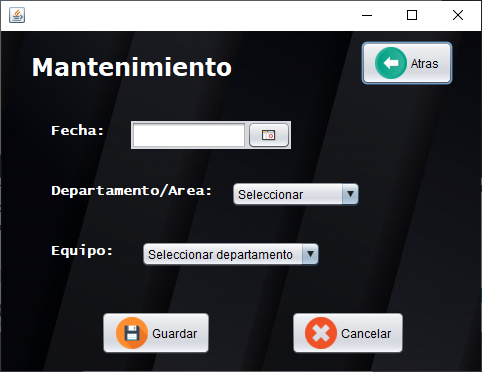 Mantenimiento
Atras
Fecha:
Departamento/Area:
Seleccionar
Equipo:
Seleccionar departamento
Guardar
Cancelar